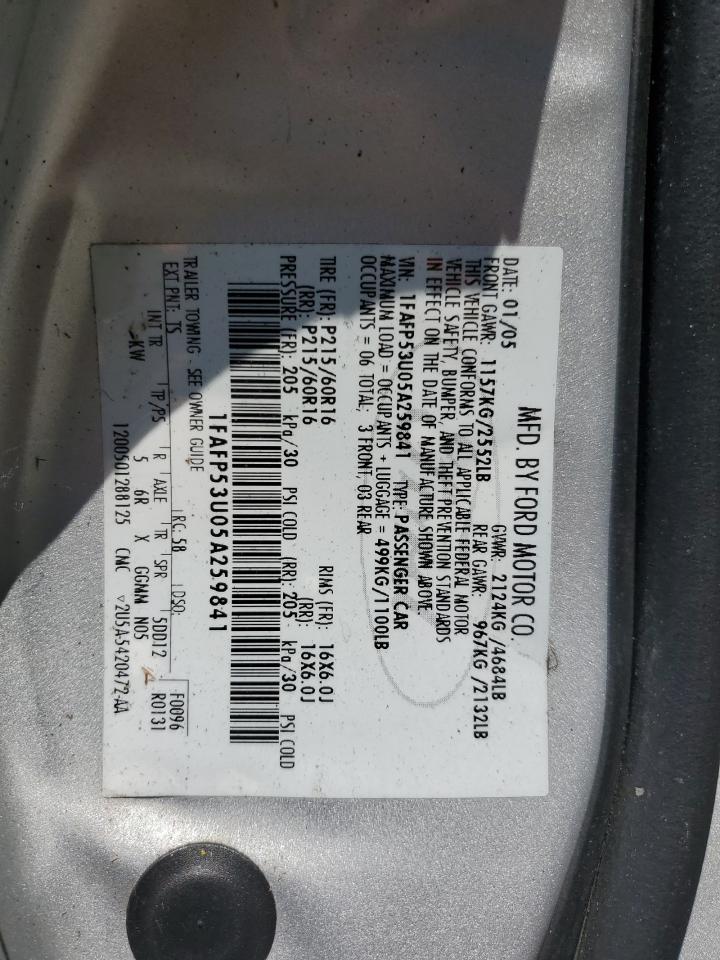 MFD. BY FORD MOTOR CO.
DATE: 01/05 GVWR: 2124KG /4684LB
FRONT GAWR: 1157KG/2552LB REAR GAWR: 967KG /2132LB
THIS VEHICLE CONFORMS TO ALL APPLICABLE FEDERAL MOTOR
VEHICLE SAFETY, BUMPER, AND THEFT PREVENTION STANDARDS
IN EFFECT ON THE DATE OF MANUFACTURE SHOWN ABOVE.
VIN: 1FAFP53U05A259841 TYPE: PASSENGER CAR
MAXIMUM LOAD = OCCUPANTS + LUGGAGE = 499KG/1100LB
OCCUPANTS = 06 TOTAL; 3 FRONT, 03 REAR
TIRE (FR): P215/60R16 RIMS (FR): 16X6.0J
(RR): P215/60R16 (RR): 16X6.0J
PRESSURE (FR): 205 kPa/30 PSI COLD (RR): 205 kPa/30 PSI COLD
1FAFP53U05A259841
TRAILER TOWING - SEE OWNER GUIDE
EXT PNT: TS RC: 58 DSO: F0096
INT TR TP/PS R AXLE TR SPR 5DD12 R0131
KW 5 6R X GGMN N05
1200501288125 CMC ▽2U5A-5420472-AA